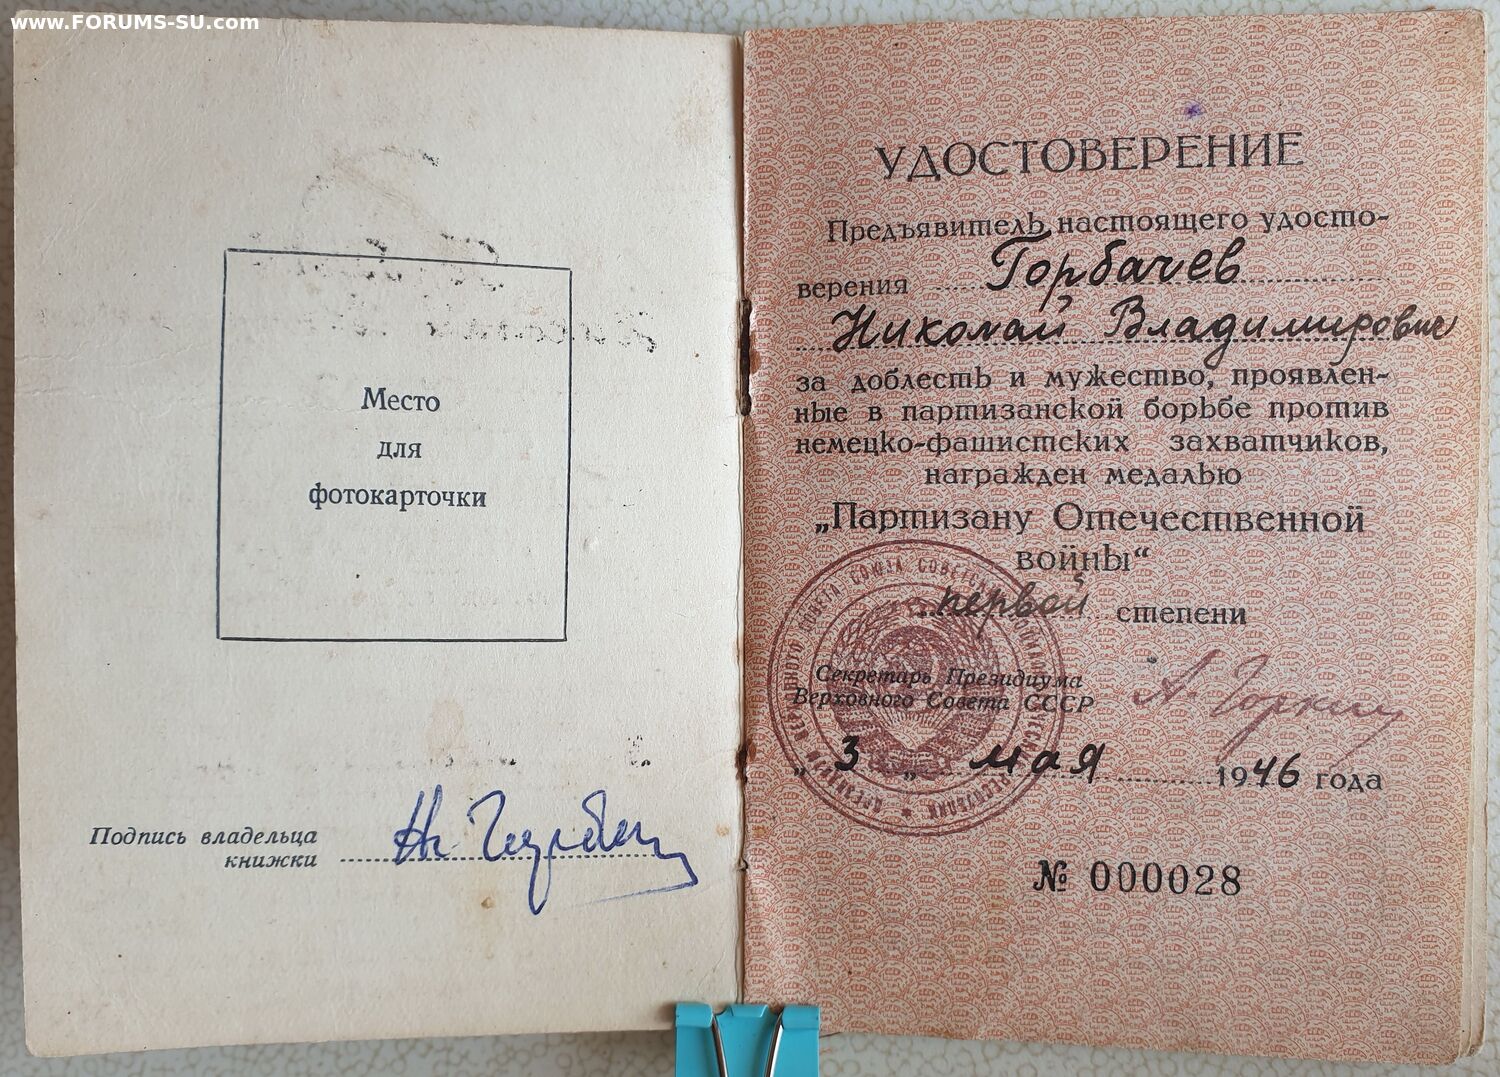 www.FORUMS-SU.com
Место
для
фотокарточки
Подпись владельца
книжки
УДОСТОВЕРЕНИЕ
Предъявитель настоящего удосто-
верения Горбачев
Николай Владимирович
за доблесть и мужество, проявлен-
ные в партизанской борьбе против
немецко-фашистских захватчиков,
награжден медалью
„Партизану Отечественной
войны“
первой степени
Секретарь Президиума
Верховного Совета СССР А. Горкин
„ 3 „ мая 1946 года
№ 000028